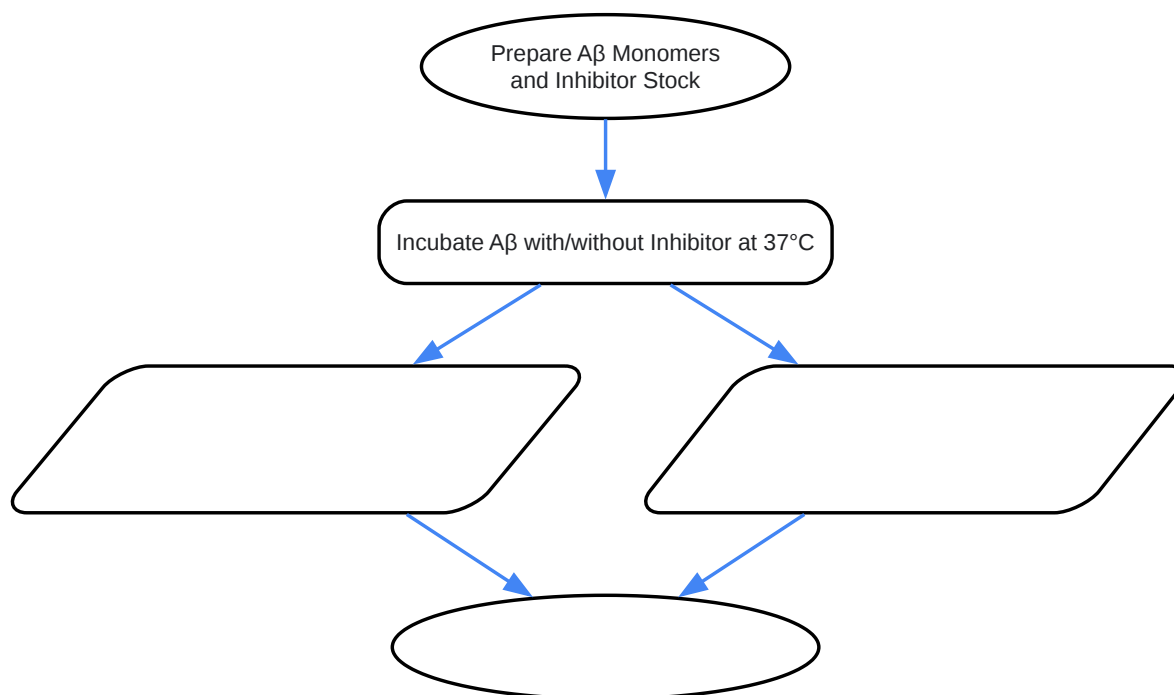 Prepare Aβ Monomers
and Inhibitor Stock
Incubate Aβ with/without Inhibitor at 37°C